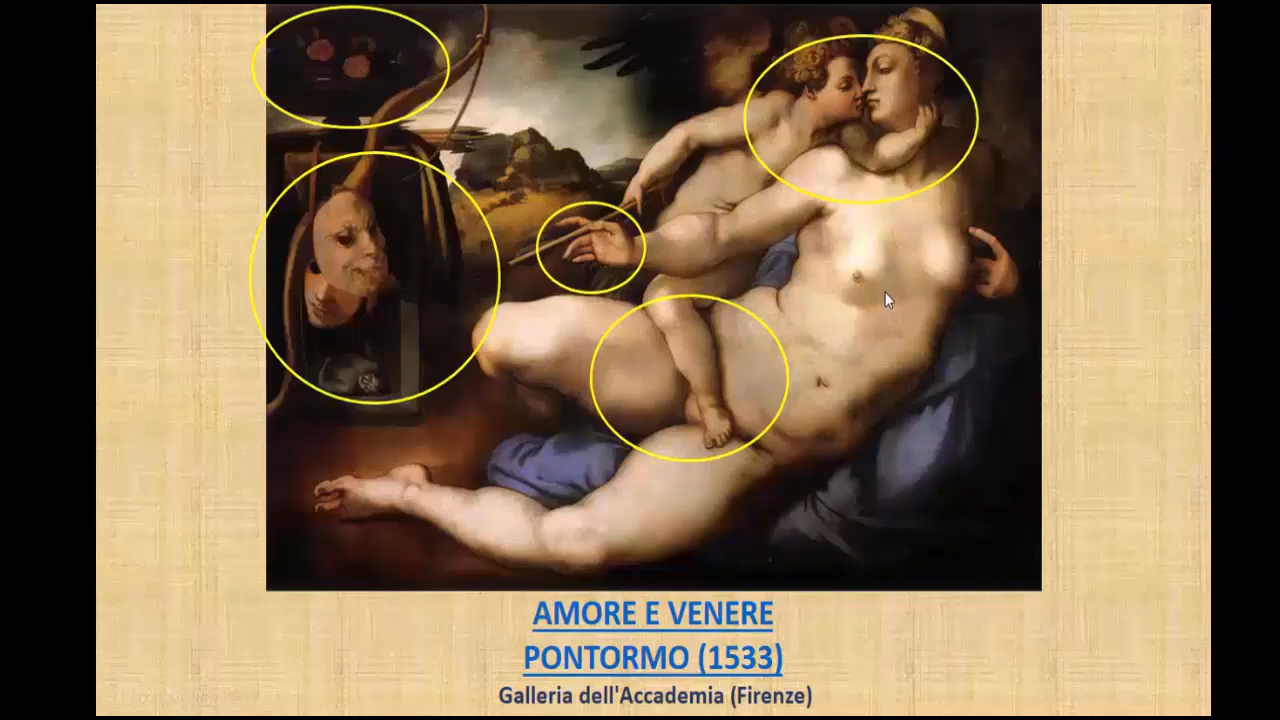 AMORE E VENERE
PONTORMO (1533)
Galleria dell'Accademia (Firenze)